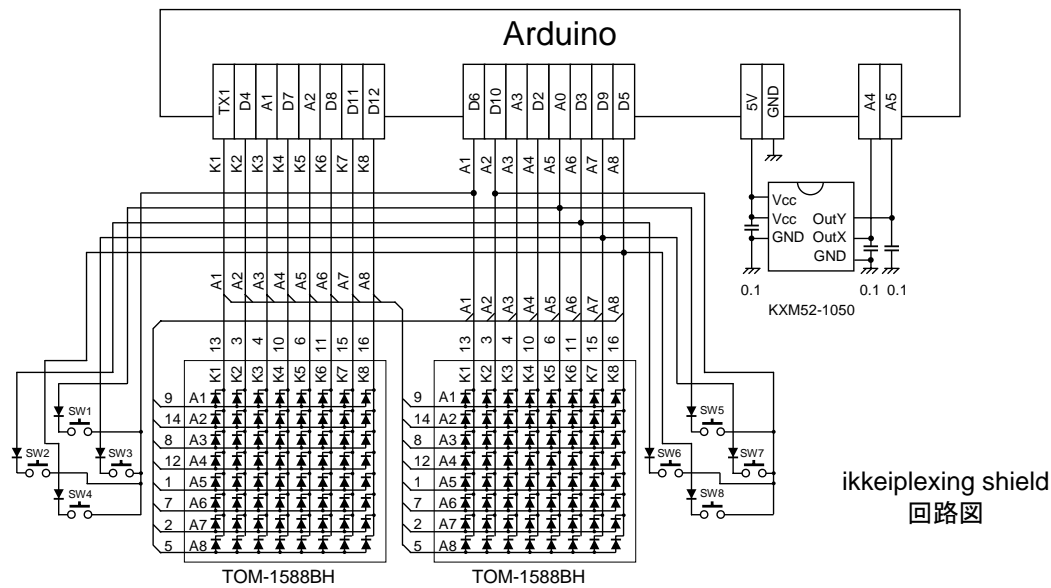 Arduino
TX1 D4 A1 D7 A2 D8 D11 D12
D6 D10 A3 D2 A0 D3 D9 D5
5V GND
A4 A5
K1 K2 K3 K4 K5 K6 K7 K8
A1 A2 A3 A4 A5 A6 A7 A8
Vcc
Vcc OutY
GND OutX
GND
0.1 0.1 0.1
KXM52-1050
A1 A2 A3 A4 A5 A6 A7 A8
A1 A2 A3 A4 A5 A6 A7 A8
13 3 4 10 6 11 15 16
13 3 4 10 6 11 15 16
K1 K2 K3 K4 K5 K6 K7 K8
K1 K2 K3 K4 K5 K6 K7 K8
9 A1
14 A2
8 A3
12 A4
1 A5
7 A6
2 A7
5 A8
9 A1
14 A2
8 A3
12 A4
1 A5
7 A6
2 A7
5 A8
SW1
SW2 SW3
SW4
SW5
SW6 SW7
SW8
TOM-1588BH
TOM-1588BH
ikkeiplexing shield
回路図